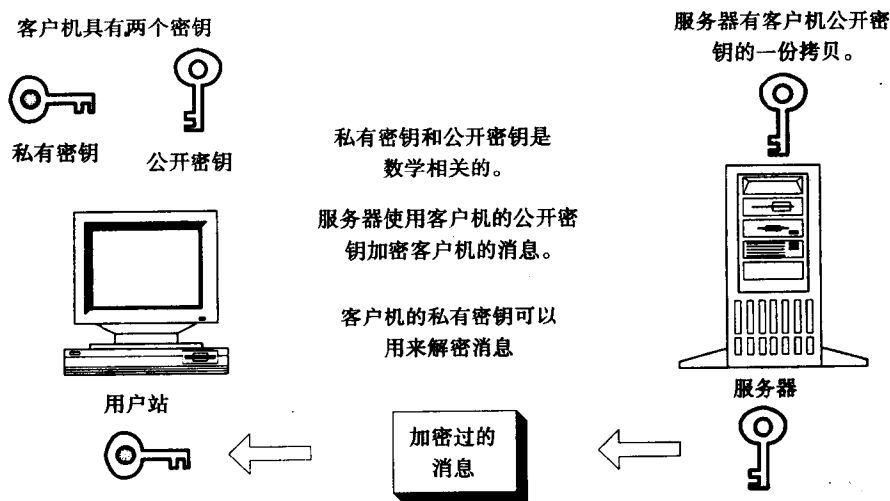 客户机具有两个密钥
私有密钥
公开密钥
用户站
私有密钥和公开密钥是
数学相关的。
服务器使用客户机的公开密
钥加密客户机的消息。
客户机的私有密钥可以
用来解密消息
加密过的
消息
服务器有客户机公开密
钥的一份拷贝。
服务器